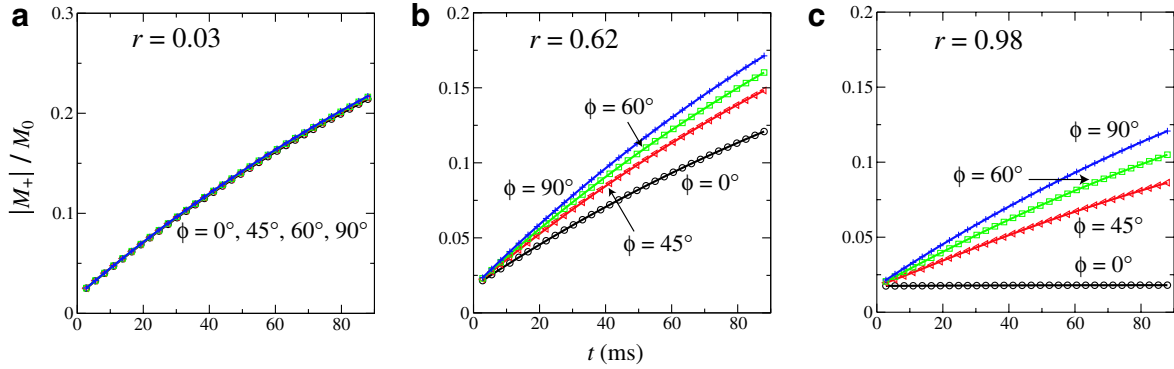 a
r = 0.03
|M₊| / M₀
0.3
0.2
0.1
0
ϕ = 0°, 45°, 60°, 90°
0 20 40 60 80
b
r = 0.62
0.2
0.15
0.1
0.05
0
ϕ = 60°
ϕ = 90°
ϕ = 0°
ϕ = 45°
0 20 40 60 80
t (ms)
c
r = 0.98
0.2
0.15
0.1
0.05
0
ϕ = 90°
ϕ = 60°
ϕ = 45°
ϕ = 0°
0 20 40 60 80